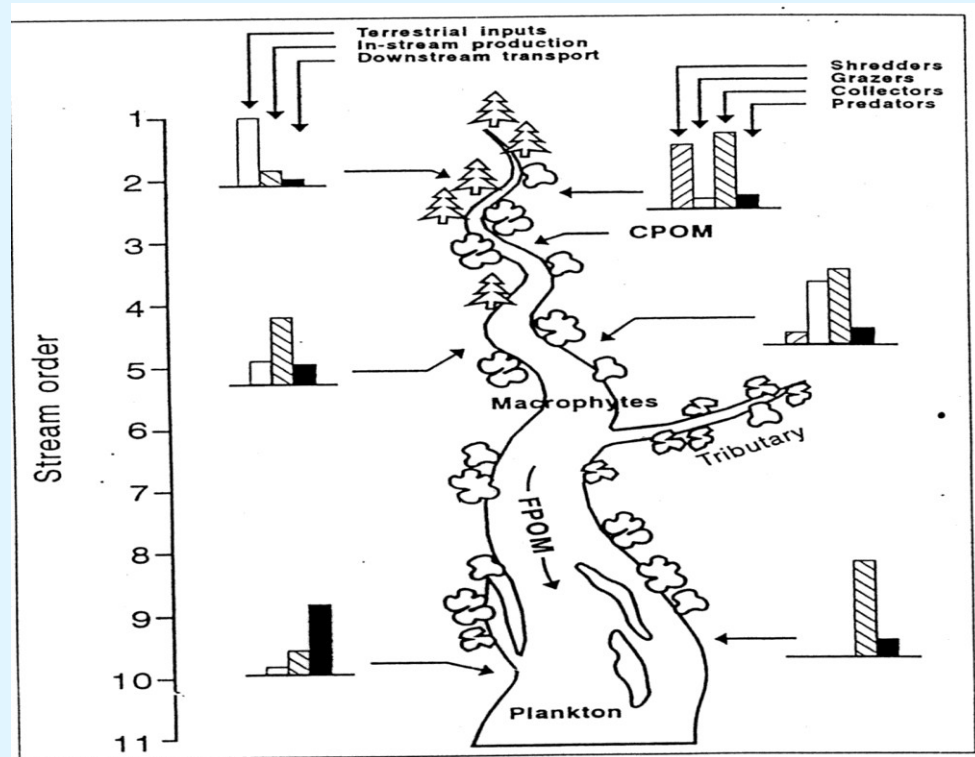 Terrestrial inputs
In-stream production
Downstream transport
Shredders
Grazers
Collectors
Predators
Stream order
1
2
3
4
5
6
7
8
9
10
11
CPOM
Macrophytes
Tributary
FPOM
Plankton